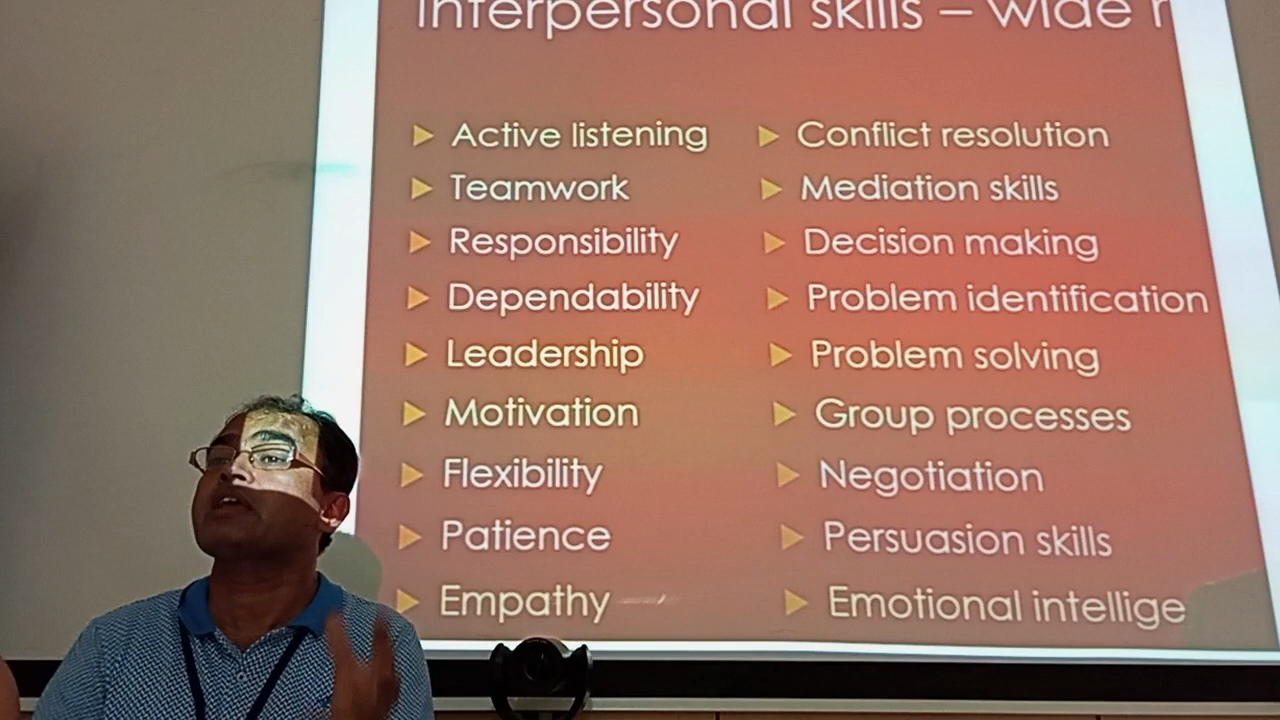 Interpersonal skills – wide r
Active listening
Teamwork
Responsibility
Dependability
Leadership
Motivation
Flexibility
Patience
Empathy
Conflict resolution
Mediation skills
Decision making
Problem identification
Problem solving
Group processes
Negotiation
Persuasion skills
Emotional intellige